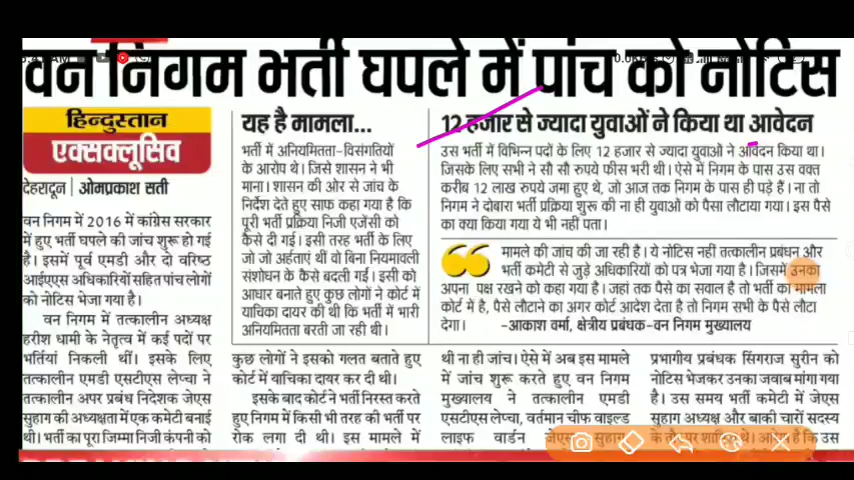 वन निगम भर्ती घपले में पांच को नोटिस
हिन्दुस्तान
एक्सक्लूसिव
देहरादून | ओमप्रकाश सती
वन निगम में 2016 में कांग्रेस सरकार
में हुए भर्ती घपले की जांच शुरू हो गई
है। इसमें पूर्व एमडी और दो वरिष्ठ
आईएफएस अधिकारियों सहित पांच लोगों
को नोटिस भेजा गया है।
वन निगम में तत्कालीन अध्यक्ष
हरीश धामी के नेतृत्व में कई पदों पर
भर्तियां निकली थीं। इसके लिए
तत्कालीन एमडी एसटीएस लेप्चा ने
तत्कालीन अपर प्रबंध निदेशक जेएस
सुहाग की अध्यक्षता में एक कमेटी बनाई
थी। भर्ती का पूरा जिम्मा निजी कंपनी को
यह है मामला...
भर्ती में अनियमितता-विसंगतियों
के आरोप थे। जिसे शासन ने भी
माना। शासन की ओर से जांच के
निर्देश देते हुए साफ कहा गया है कि
पूरी भर्ती प्रक्रिया निजी एजेंसी को
कैसे दी गई। इसी तरह भर्ती के लिए
जो जो अर्हताएं थीं वो बिना नियमावली
संशोधन के कैसे बदली गईं। इसी को
आधार बनाते हुए कुछ लोगों ने कोर्ट में
याचिका दायर की थी कि भर्ती में भारी
अनियमितता बरती जा रही थी।
कुछ लोगों ने इसको गलत बताते हुए
कोर्ट में याचिका दायर कर दी थी।
इसके बाद कोर्ट ने भर्ती निरस्त करते
हुए निगम में किसी भी तरह की भर्ती पर
रोक लगा दी थी। इस मामले में
12 हजार से ज्यादा युवाओं ने किया था आवेदन
उस भर्ती में विभिन्न पदों के लिए 12 हजार से ज्यादा युवाओं ने आवेदन किया था।
जिसके लिए सभी ने सौ सौ रुपये फीस भरी थी। ऐसे में निगम के पास उस वक्त
करीब 12 लाख रुपये जमा हुए थे, जो आज तक निगम के पास ही पड़े हैं। ना तो
निगम ने दोबारा भर्ती प्रक्रिया शुरू की ना ही युवाओं को पैसा लौटाया गया। इस पैसे
का क्या किया गया ये भी नहीं पता।
मामले की जांच की जा रही है। ये नोटिस नहीं तत्कालीन प्रबंधन और
भर्ती कमेटी से जुड़े अधिकारियों को पत्र भेजा गया है। जिसमें उनका
अपना पक्ष रखने को कहा गया है। जहां तक पैसे का सवाल है तो भर्ती का मामला
कोर्ट में है, पैसे लौटाने का अगर कोर्ट आदेश देता है तो निगम सभी के पैसे लौटा
देगा। -आकाश वर्मा, क्षेत्रीय प्रबंधक-वन निगम मुख्यालय
थी ना ही जांच। ऐसे में अब इस मामले
में जांच शुरू करते हुए वन निगम
मुख्यालय ने तत्कालीन एमडी
एसटीएस लेप्चा, वर्तमान चीफ वाइल्ड
लाइफ वार्डन जेएस सुहाग
प्रभागीय प्रबंधक सिंगराज सुरीन को
नोटिस भेजकर उनका जवाब मांगा गया
है। उस समय भर्ती कमेटी में जेएस
सुहाग अध्यक्ष और बाकी चारों सदस्य
के तौर पर थे। कि उस